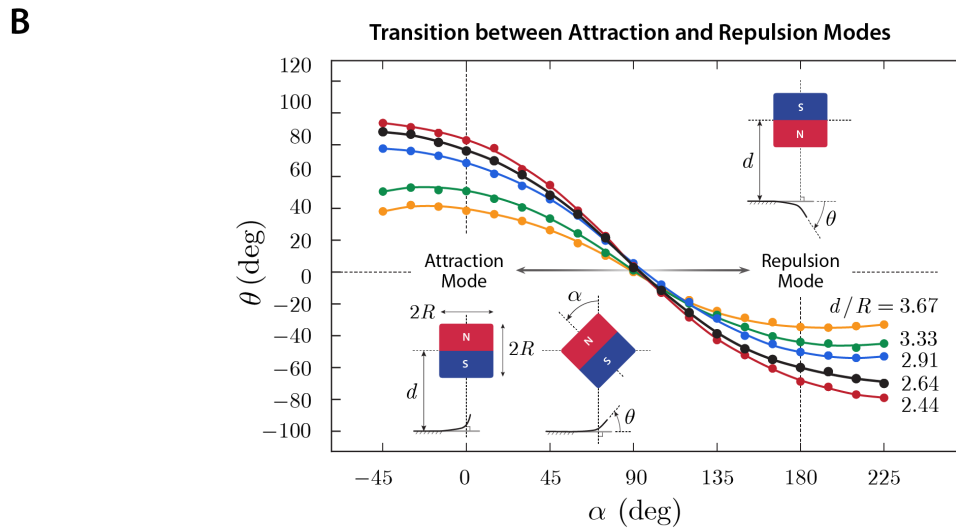 B
Transition between Attraction and Repulsion Modes
120
100
80
60
40
20
0
−20
−40
−60
−80
−100
θ (deg)
S
N
d
θ
Attraction
Mode
Repulsion
Mode
2R
N
S
2R
d
α
N
S
θ
d/R = 3.67
3.33
2.91
2.64
2.44
−45
0
45
90
135
180
225
α (deg)